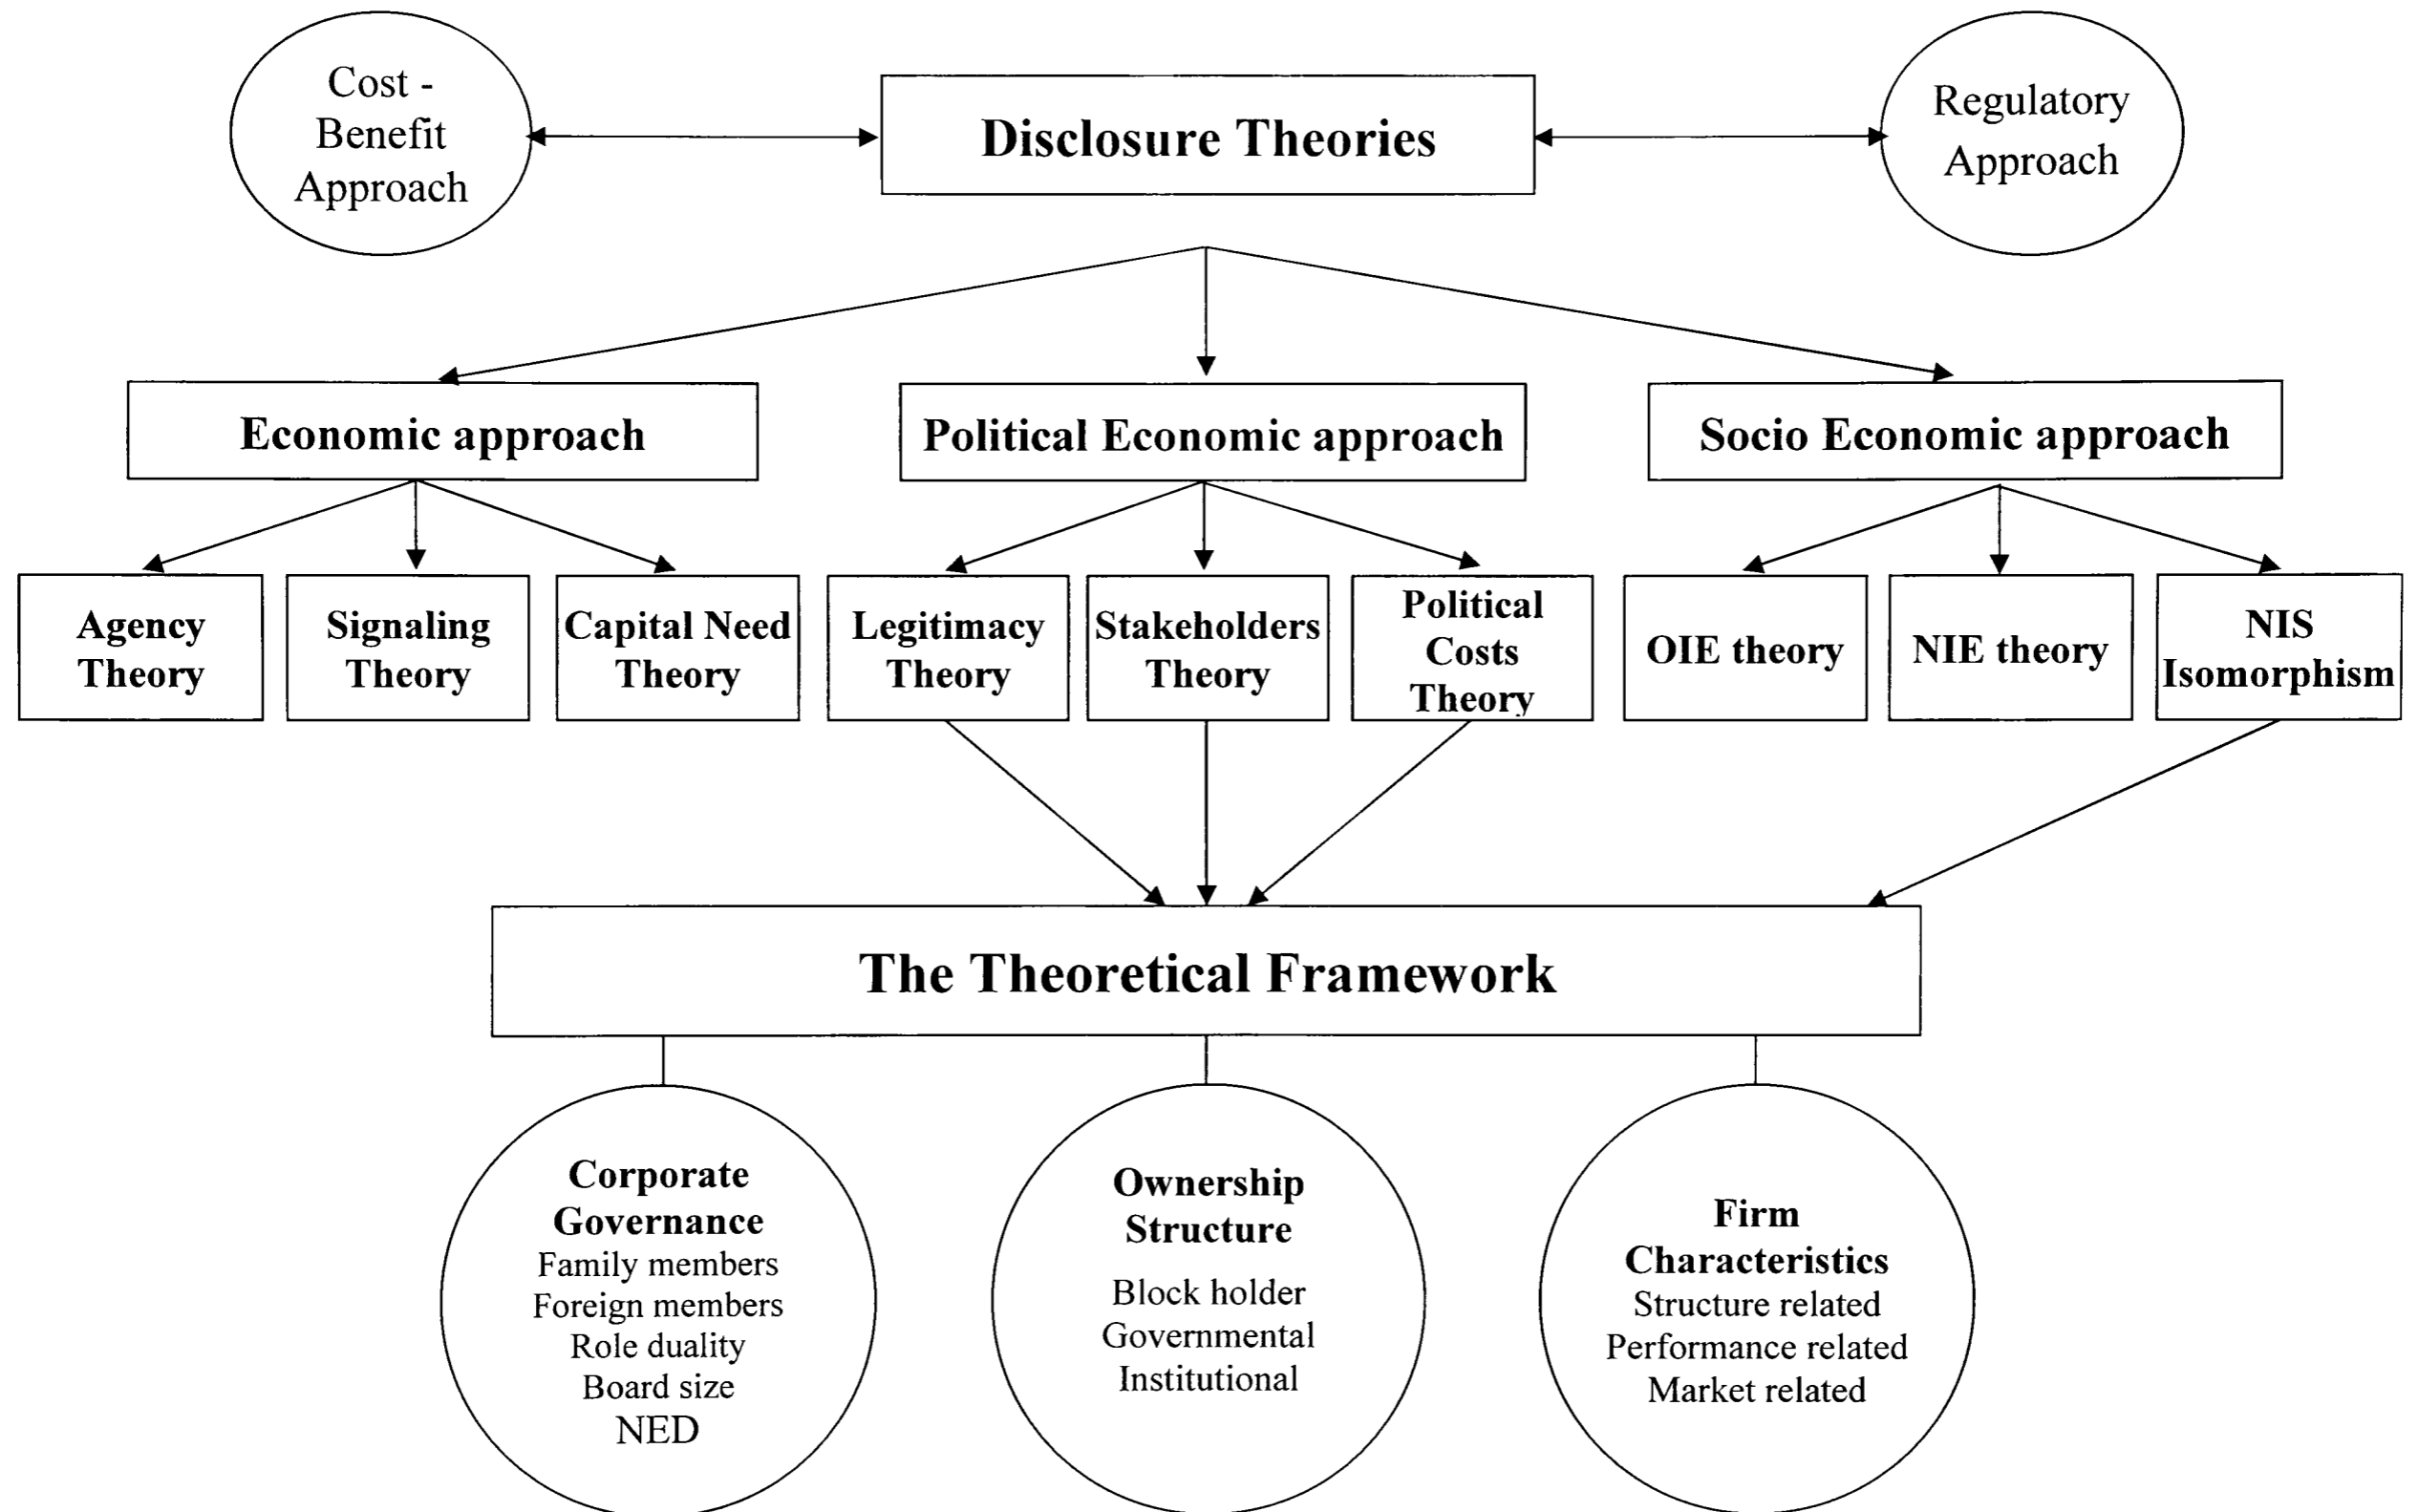 Cost -
Benefit
Approach
Disclosure Theories
Regulatory
Approach
Economic approach
Political Economic approach
Socio Economic approach
Agency
Theory
Signaling
Theory
Capital Need
Theory
Legitimacy
Theory
Stakeholders
Theory
Political
Costs
Theory
OIE theory
NIE theory
NIS
Isomorphism
The Theoretical Framework
Corporate
Governance
Family members
Foreign members
Role duality
Board size
NED
Ownership
Structure
Block holder
Governmental
Institutional
Firm
Characteristics
Structure related
Performance related
Market related